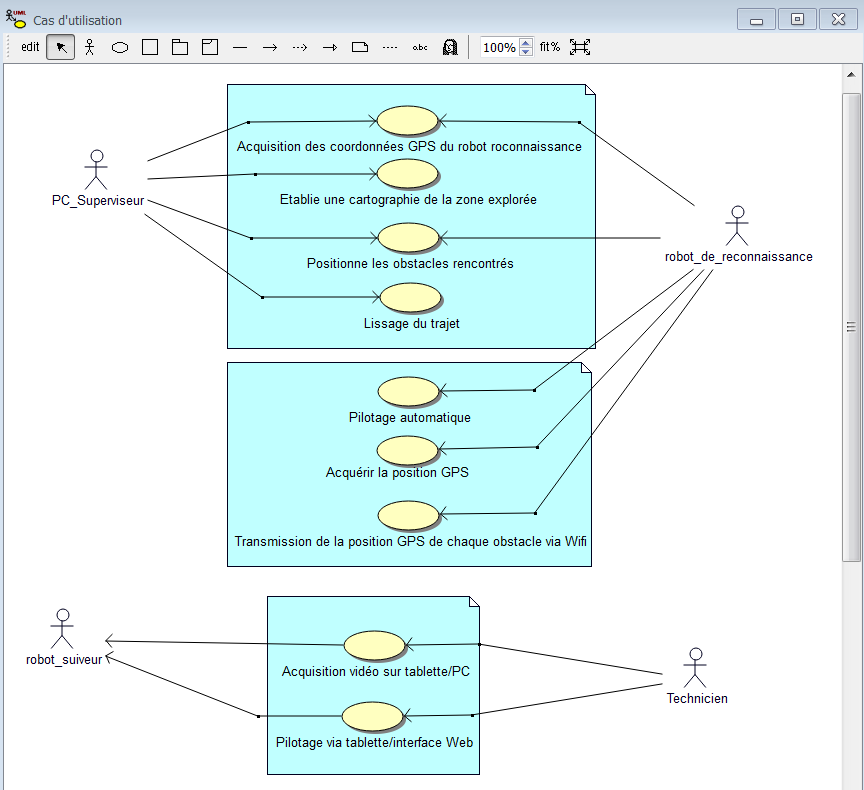 UML
Cas d'utilisation
edit
abc
100%
fit%
Acquisition des coordonnées GPS du robot roconnaissance
PC_Superviseur
Etablie une cartographie de la zone explorée
robot_de_reconnaissance
Positionne les obstacles rencontrés
Lissage du trajet
Pilotage automatique
Acquérir la position GPS
Transmission de la position GPS de chaque obstacle via Wifi
robot_suiveur
Acquisition vidéo sur tablette/PC
Technicien
Pilotage via tablette/interface Web